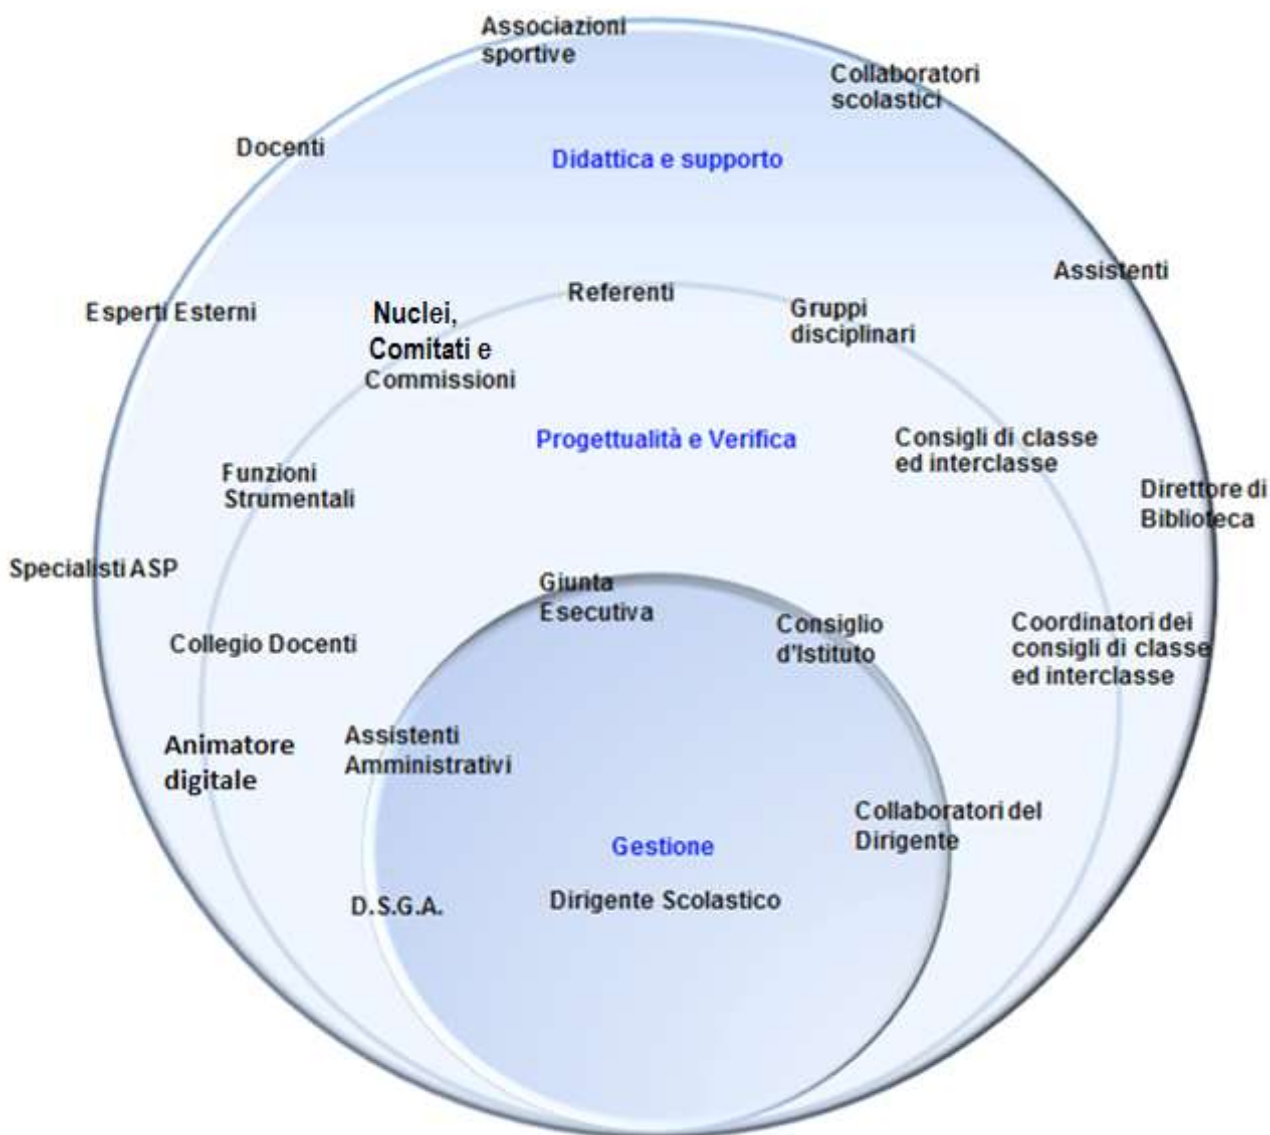 Associazioni
sportive
Collaboratori
scolastici
Docenti
Didattica e supporto
Assistenti
Esperti Esterni
Nuclei,
Comitati e
Commissioni
Referenti
Gruppi
disciplinari
Progettualità e Verifica
Consigli di classe
ed interclasse
Funzioni
Strumentali
Direttore di
Biblioteca
Specialisti ASP
Giunta
Esecutiva
Consiglio
d'Istituto
Coordinatori dei
consigli di classe
ed interclasse
Collegio Docenti
Animatore
digitale
Assistenti
Amministrativi
Collaboratori del
Dirigente
Gestione
Dirigente Scolastico
D.S.G.A.